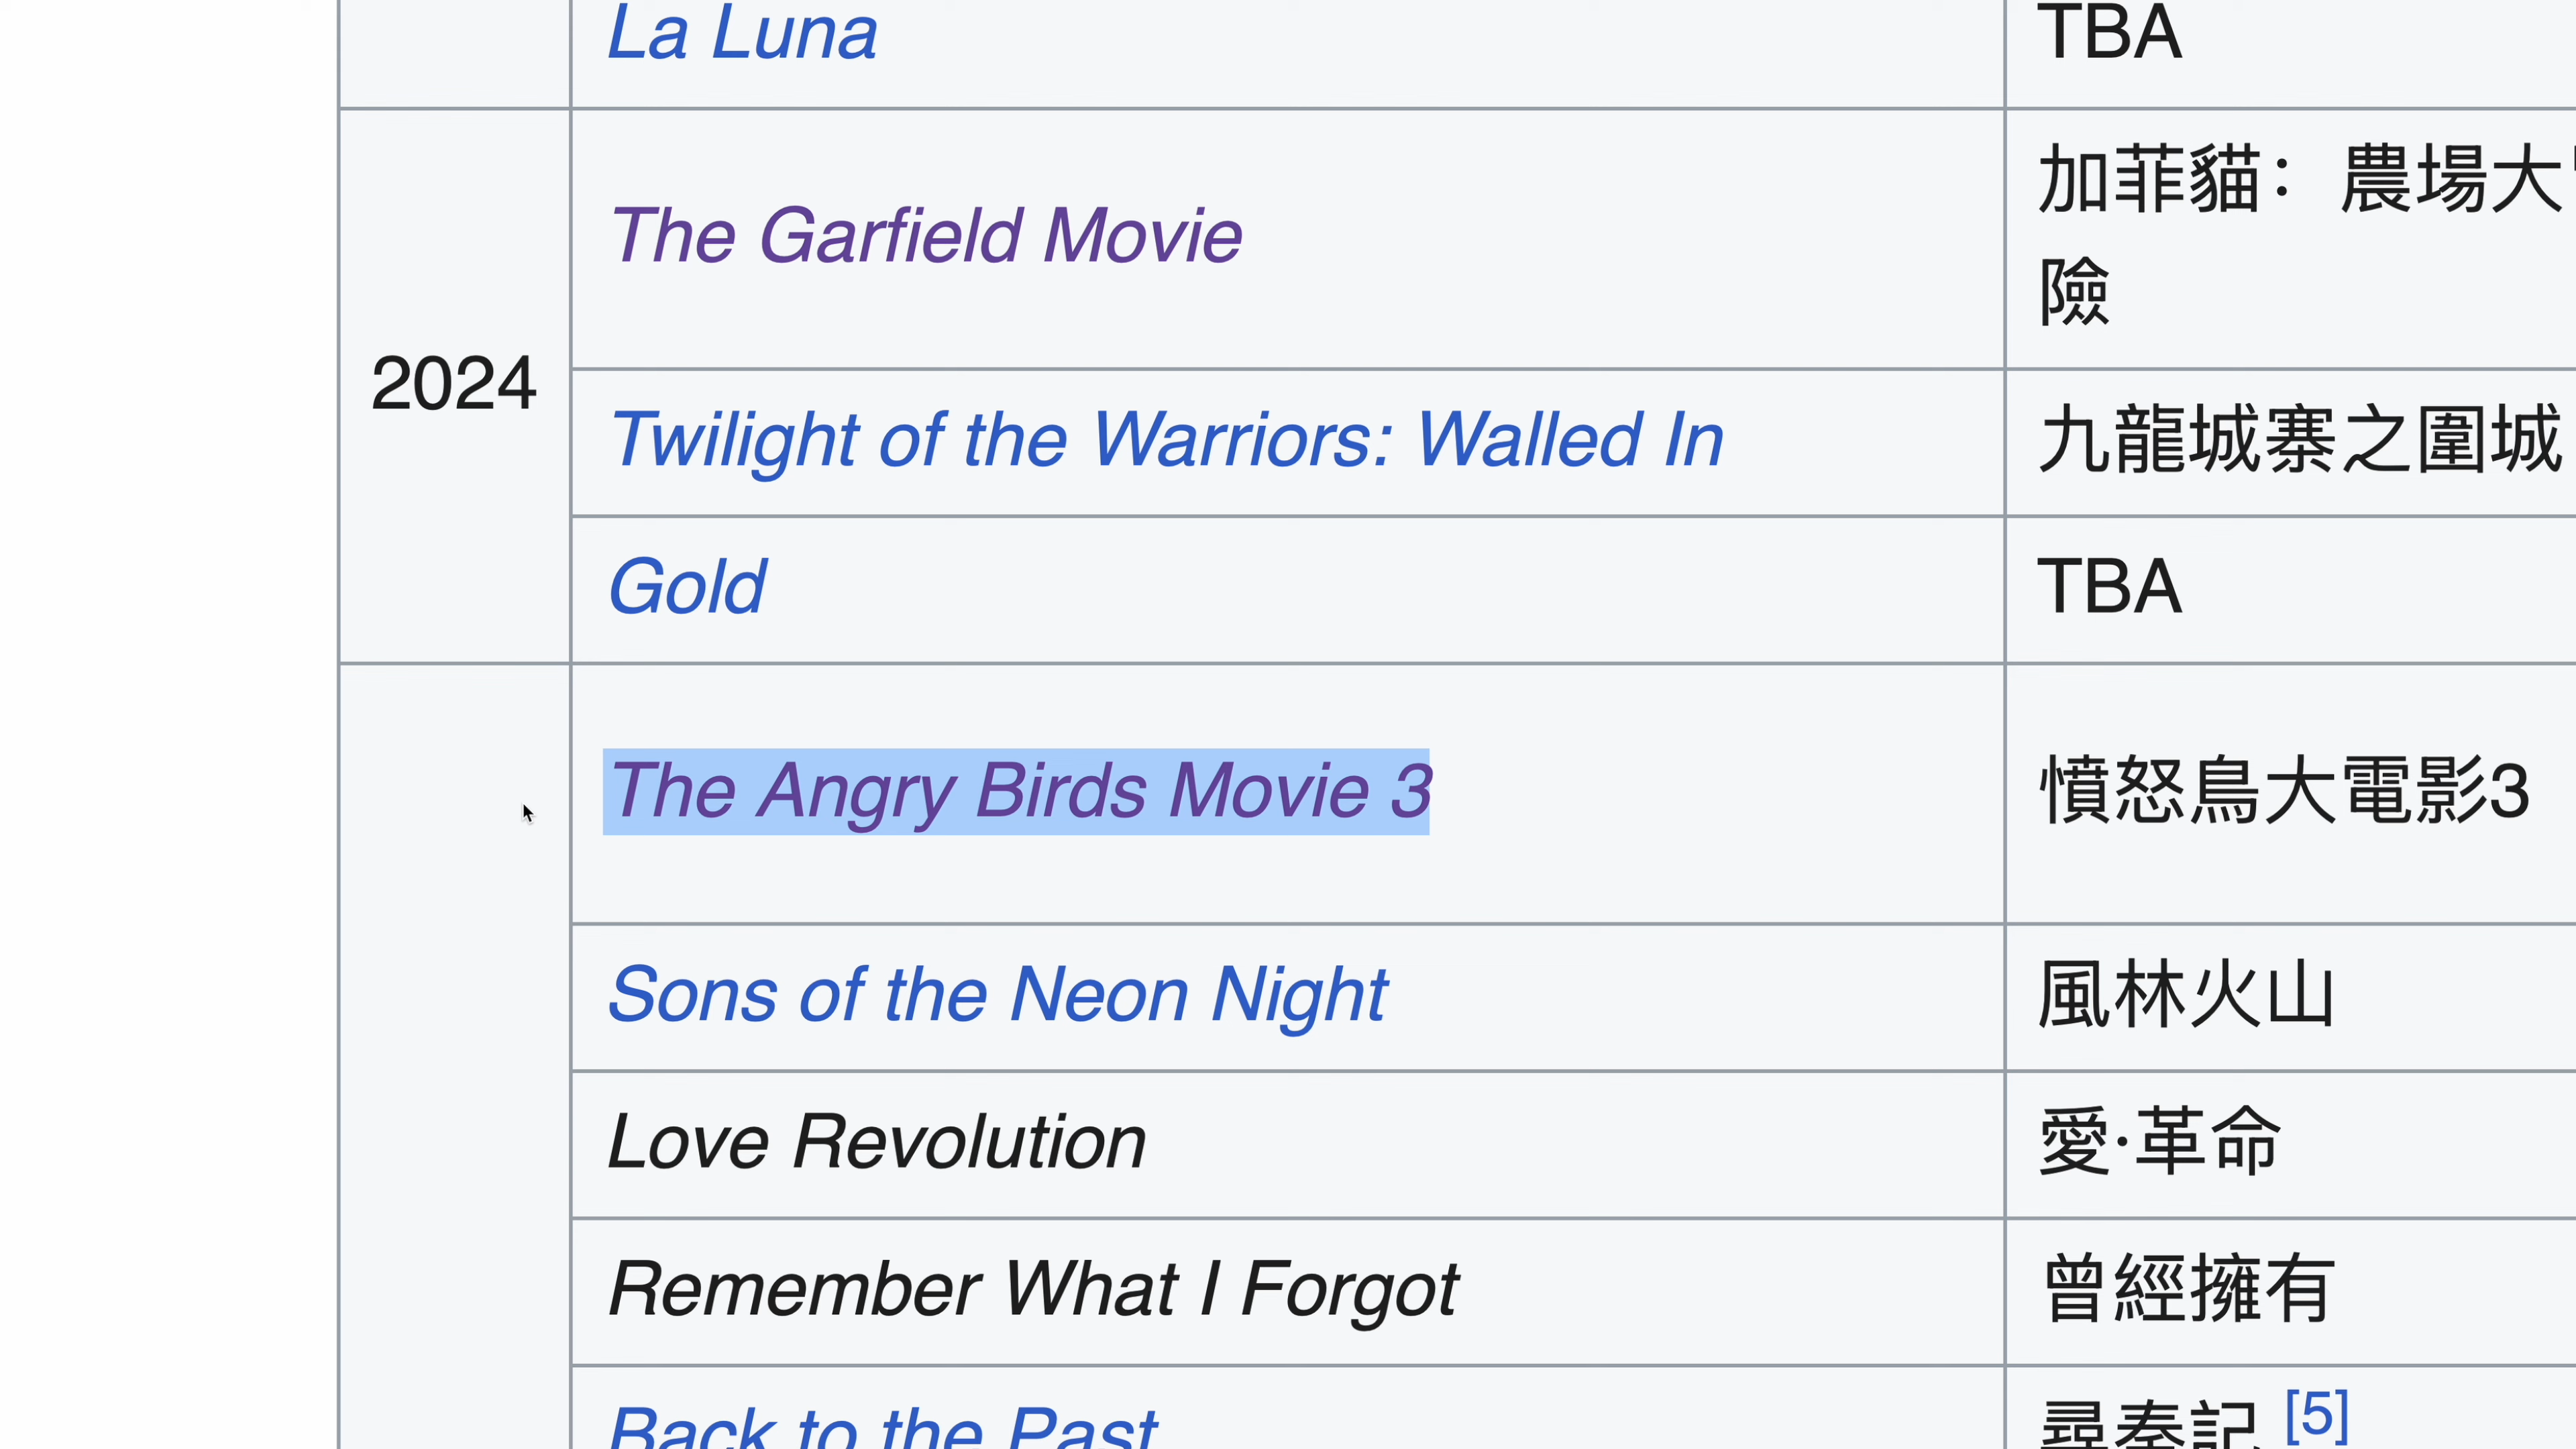 La Luna
TBA
2024
The Garfield Movie
加菲貓：農場大
險
Twilight of the Warriors: Walled In
九龍城寨之圍城
Gold
TBA
The Angry Birds Movie 3
憤怒鳥大電影3
Sons of the Neon Night
風林火山
Love Revolution
愛·革命
Remember What I Forgot
曾經擁有
Back to the Past
尋秦記 [5]